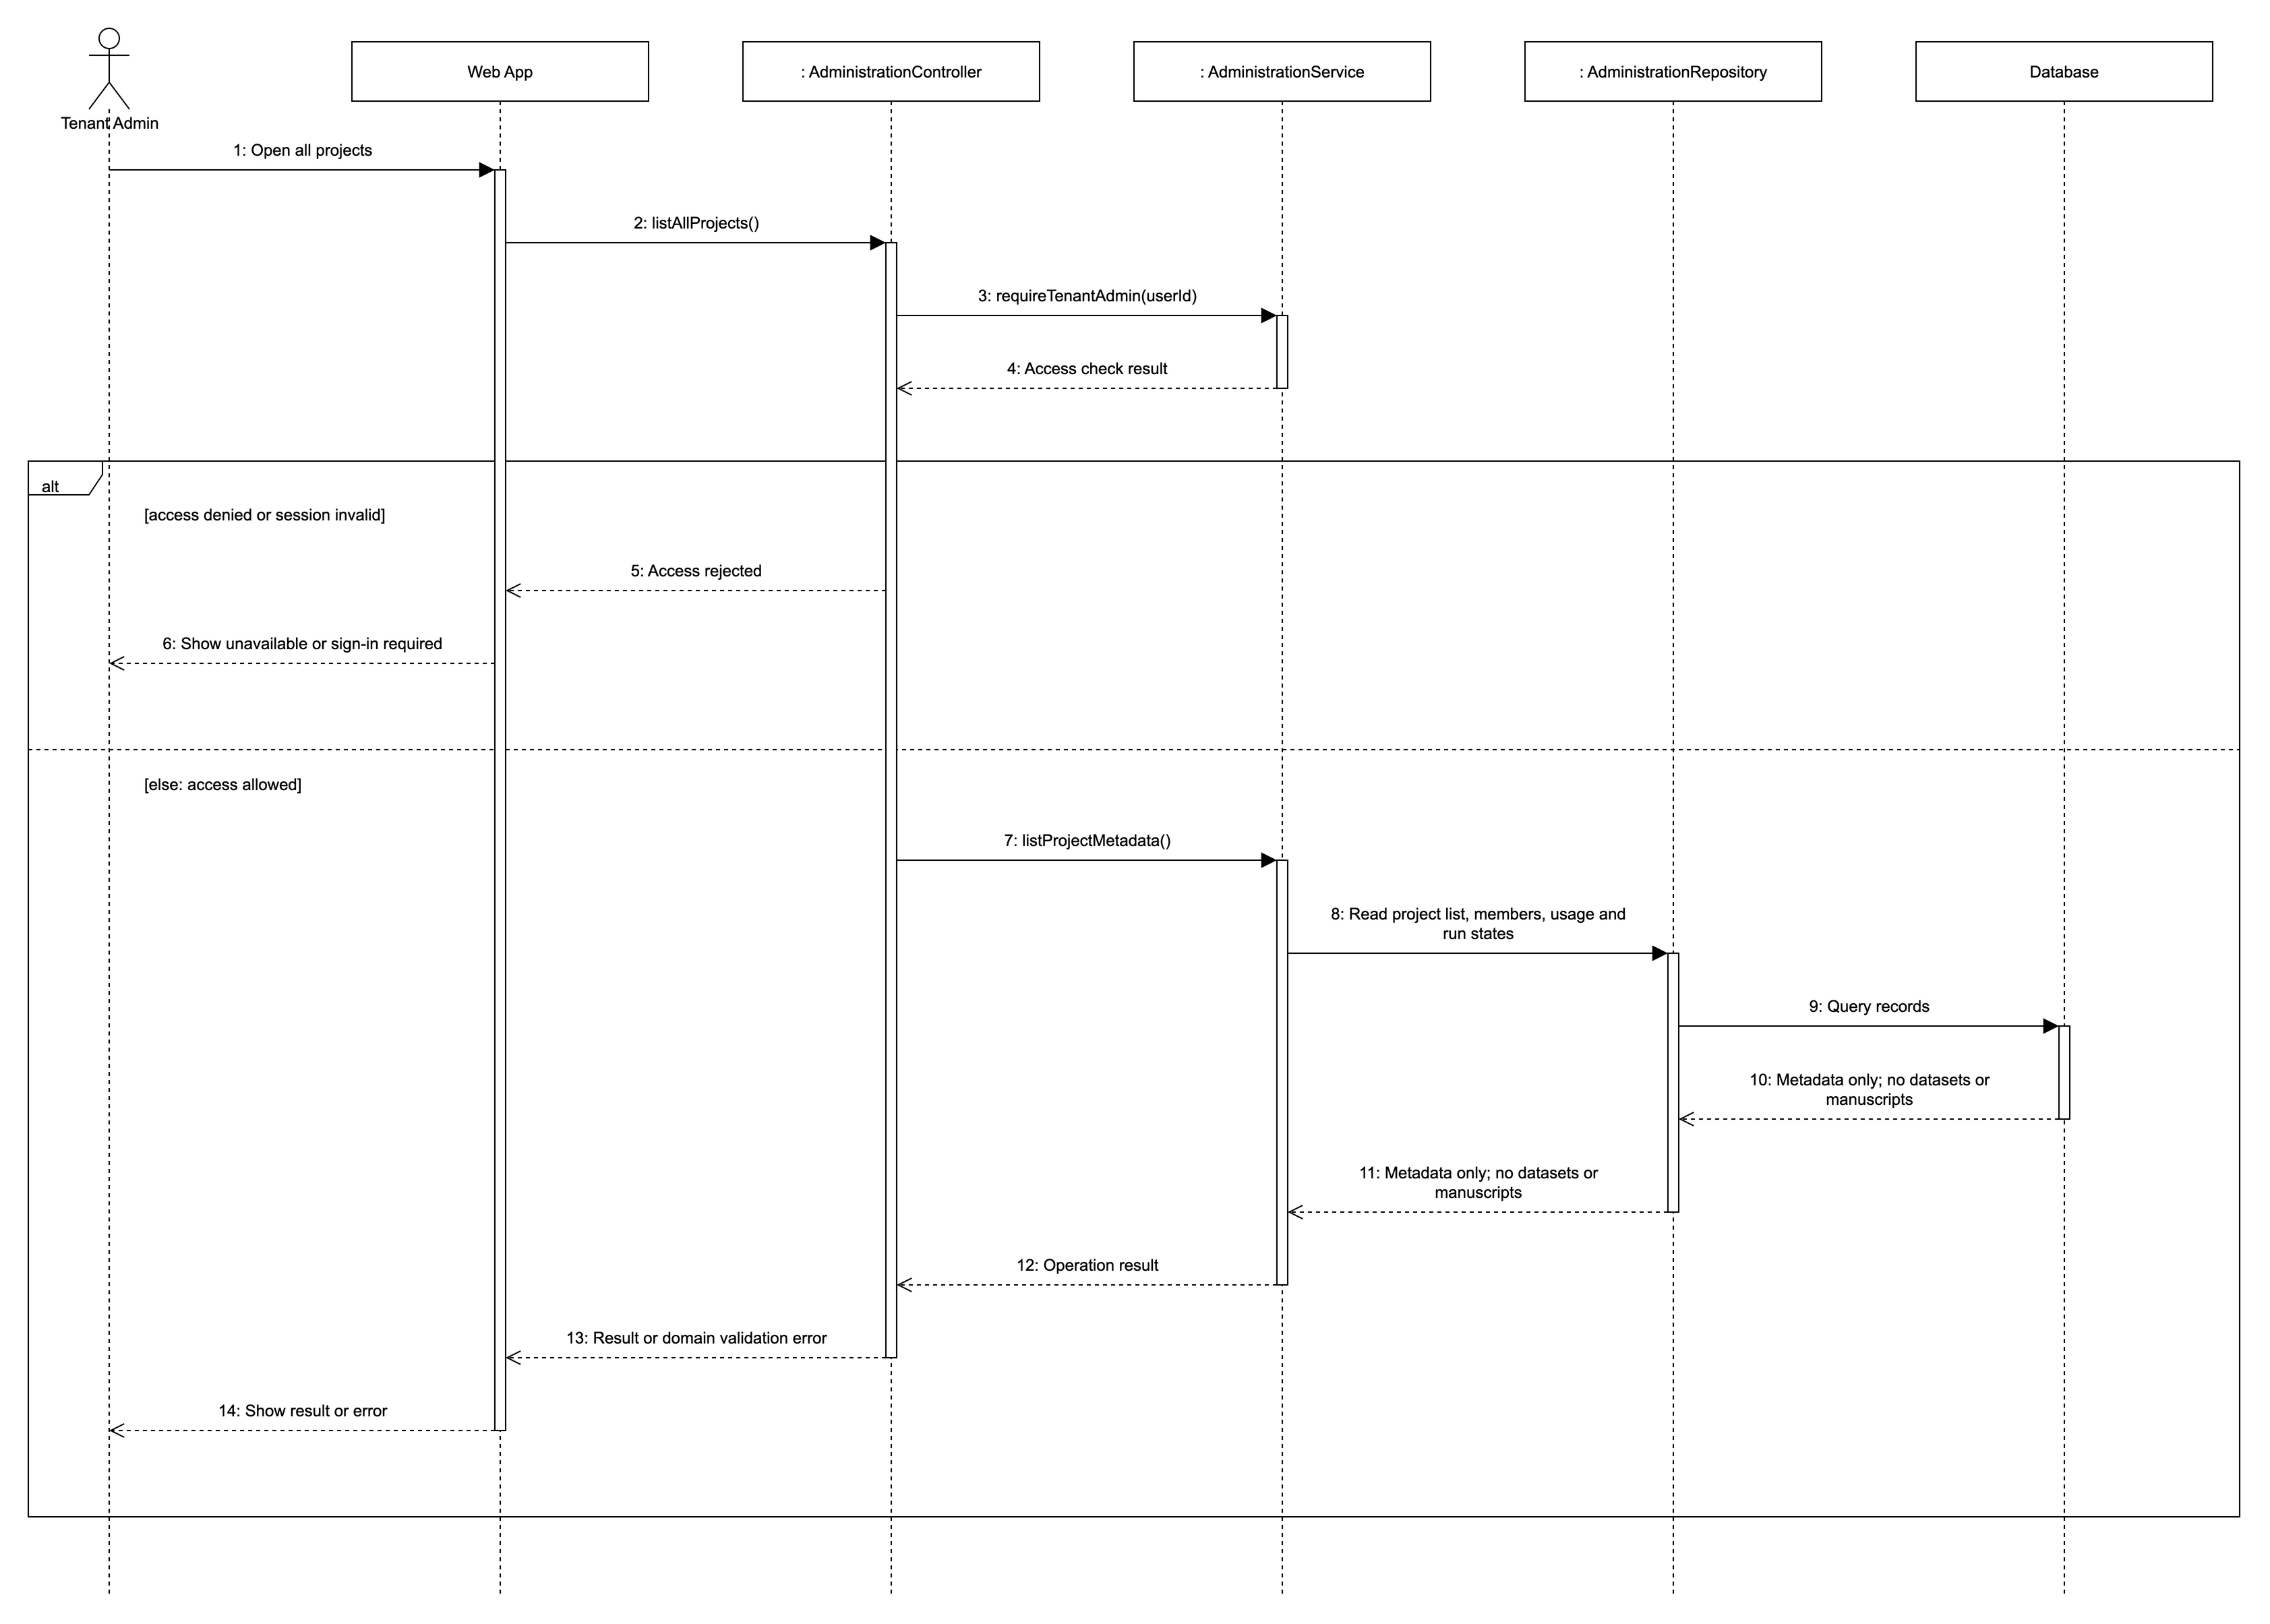 Web App
: AdministrationController
: AdministrationService
: AdministrationRepository
Database
Tenant Admin
1: Open all projects
2: listAllProjects()
3: requireTenantAdmin(userId)
4: Access check result
alt
[access denied or session invalid]
5: Access rejected
6: Show unavailable or sign-in required
[else: access allowed]
7: listProjectMetadata()
8: Read project list, members, usage and
run states
9: Query records
10: Metadata only; no datasets or
manuscripts
11: Metadata only; no datasets or
manuscripts
12: Operation result
13: Result or domain validation error
14: Show result or error